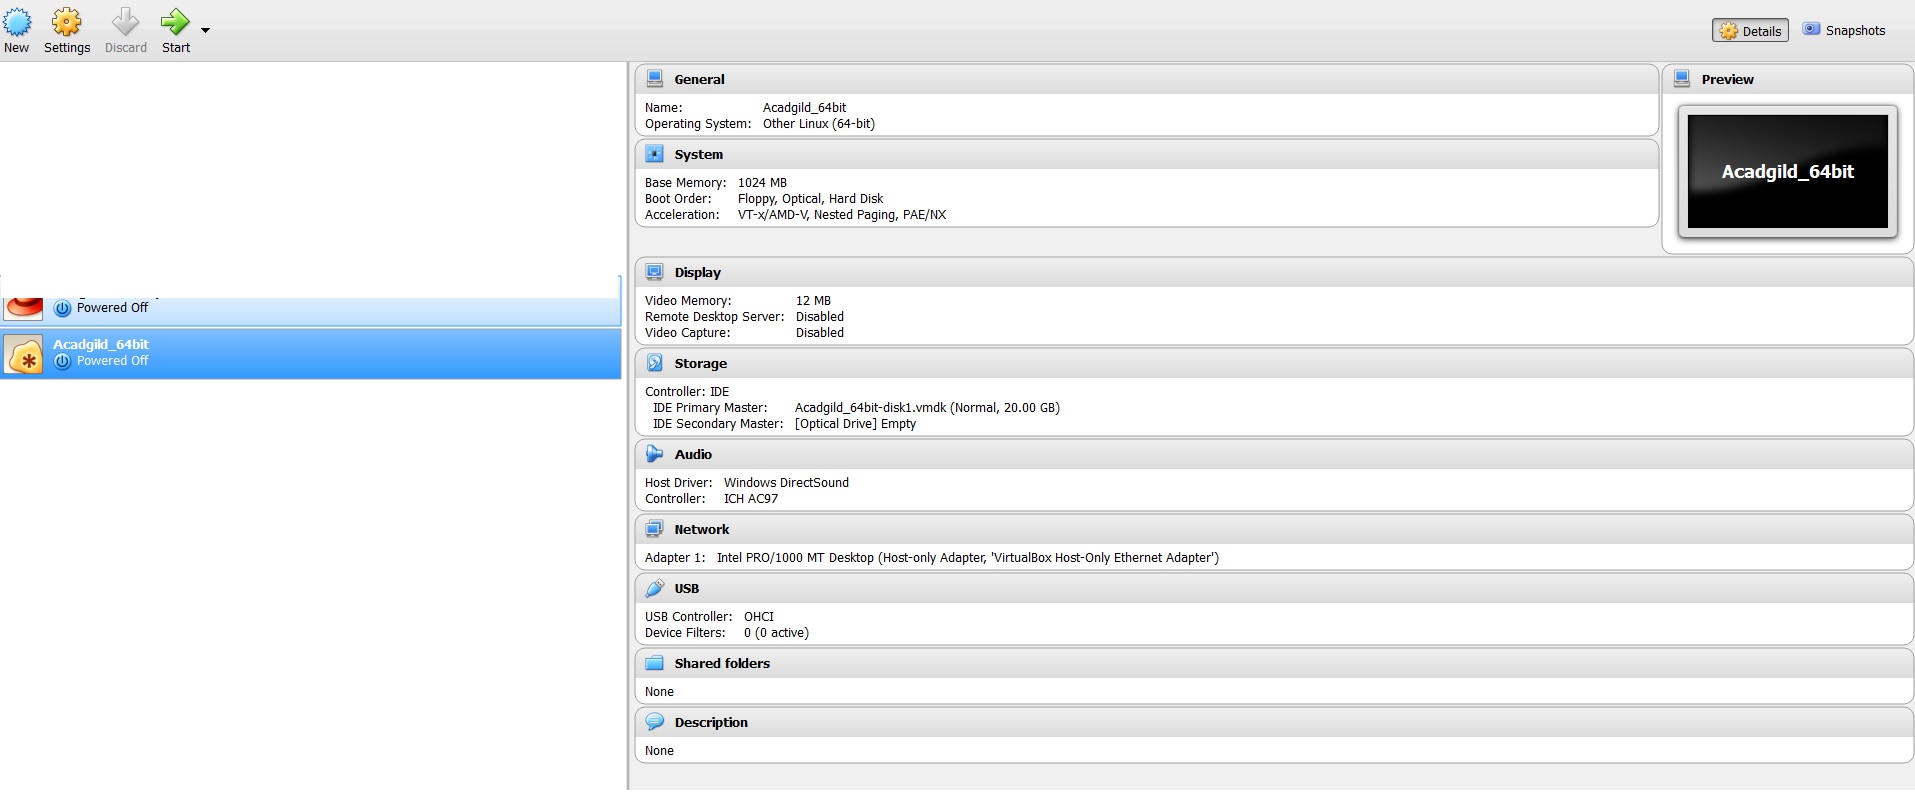 New Settings Discard Start
Details Snapshots
Powered Off
Acadgild_64bit
Powered Off
General
Name: Acadgild_64bit
Operating System: Other Linux (64-bit)
System
Base Memory: 1024 MB
Boot Order: Floppy, Optical, Hard Disk
Acceleration: VT-x/AMD-V, Nested Paging, PAE/NX
Preview
Acadgild_64bit
Display
Video Memory: 12 MB
Remote Desktop Server: Disabled
Video Capture: Disabled
Storage
Controller: IDE
IDE Primary Master: Acadgild_64bit-disk1.vmdk (Normal, 20.00 GB)
IDE Secondary Master: [Optical Drive] Empty
Audio
Host Driver: Windows DirectSound
Controller: ICH AC97
Network
Adapter 1: Intel PRO/1000 MT Desktop (Host-only Adapter, 'VirtualBox Host-Only Ethernet Adapter')
USB
USB Controller: OHCI
Device Filters: 0 (0 active)
Shared folders
None
Description
None